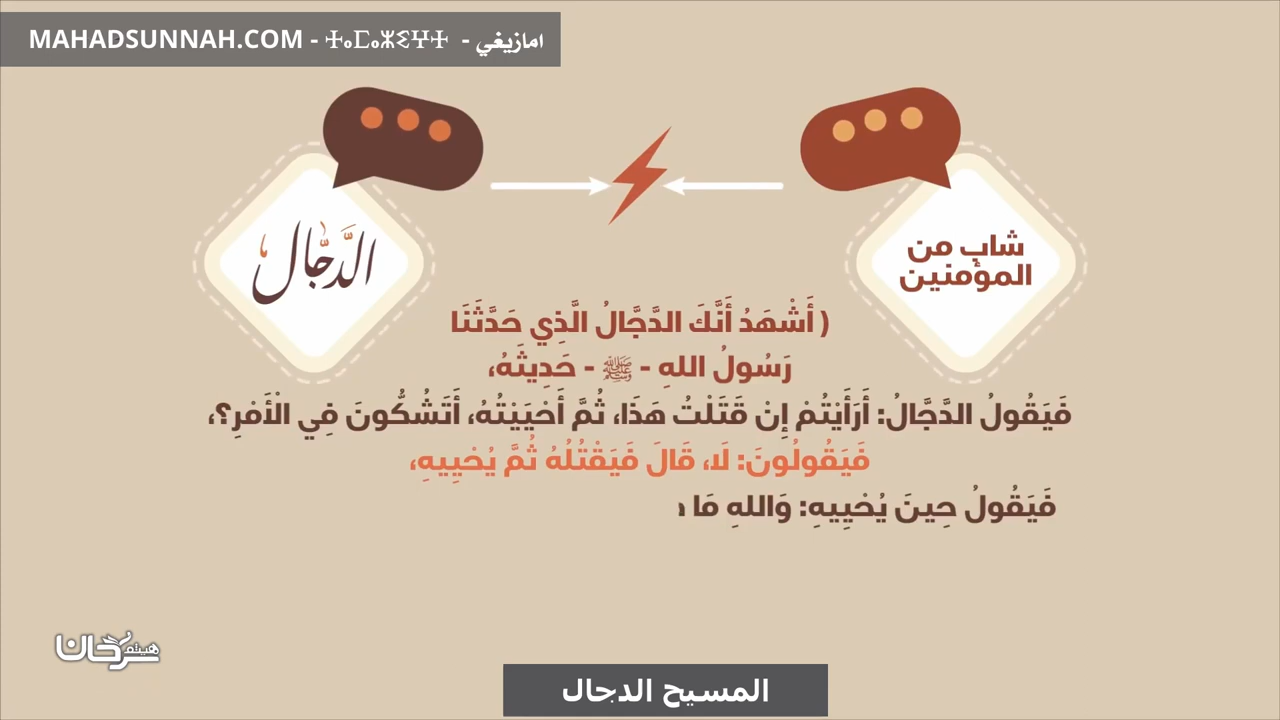 MAHADSUNNAH.COM - ⵜⴰⵎⴰⵣⵉⵖⵜ - امازيغي
الدَّجَّال
شاب من
المؤمنين
( أَشْهَدُ أَنَّكَ الدَّجَّالُ الَّذِي حَدَّثَنَا
رَسُولُ اللهِ - ﷺ - حَدِيثَهُ،
فَيَقُولُ الدَّجَّالُ: أَرَأَيْتُمْ إِنْ قَتَلْتُ هَذَا، ثُمَّ أَحْيَيْتُهُ، أَتَشُكُّونَ فِي الْأَمْرِ؟،
فَيَقُولُونَ: لَا، قَالَ فَيَقْتُلُهُ ثُمَّ يُحْيِيهِ،
فَيَقُولُ حِينَ يُحْيِيهِ: وَاللهِ مَا
هيثم سرحان
المسيح الدجال